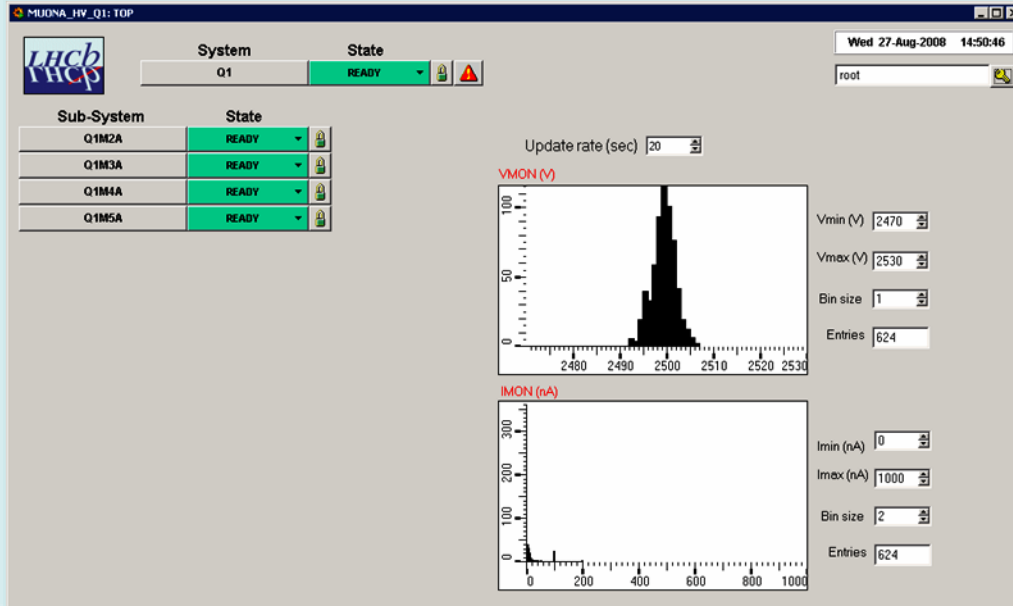 MUONA_HV_Q1: TOP
LHCb
System State
Q1 READY
Wed 27-Aug-2008 14:50:46
root
Sub-System State
Q1M2A READY
Q1M3A READY
Q1M4A READY
Q1M5A READY
Update rate (sec) 20
VMON (V)
100
50
0
2480 2490 2500 2510 2520 2530
Vmin (V) 2470
Vmax (V) 2530
Bin size 1
Entries 624
IMON (nA)
300
200
100
0
0 200 400 600 800 1000
Imin (nA) 0
Imax (nA) 1000
Bin size 2
Entries 624